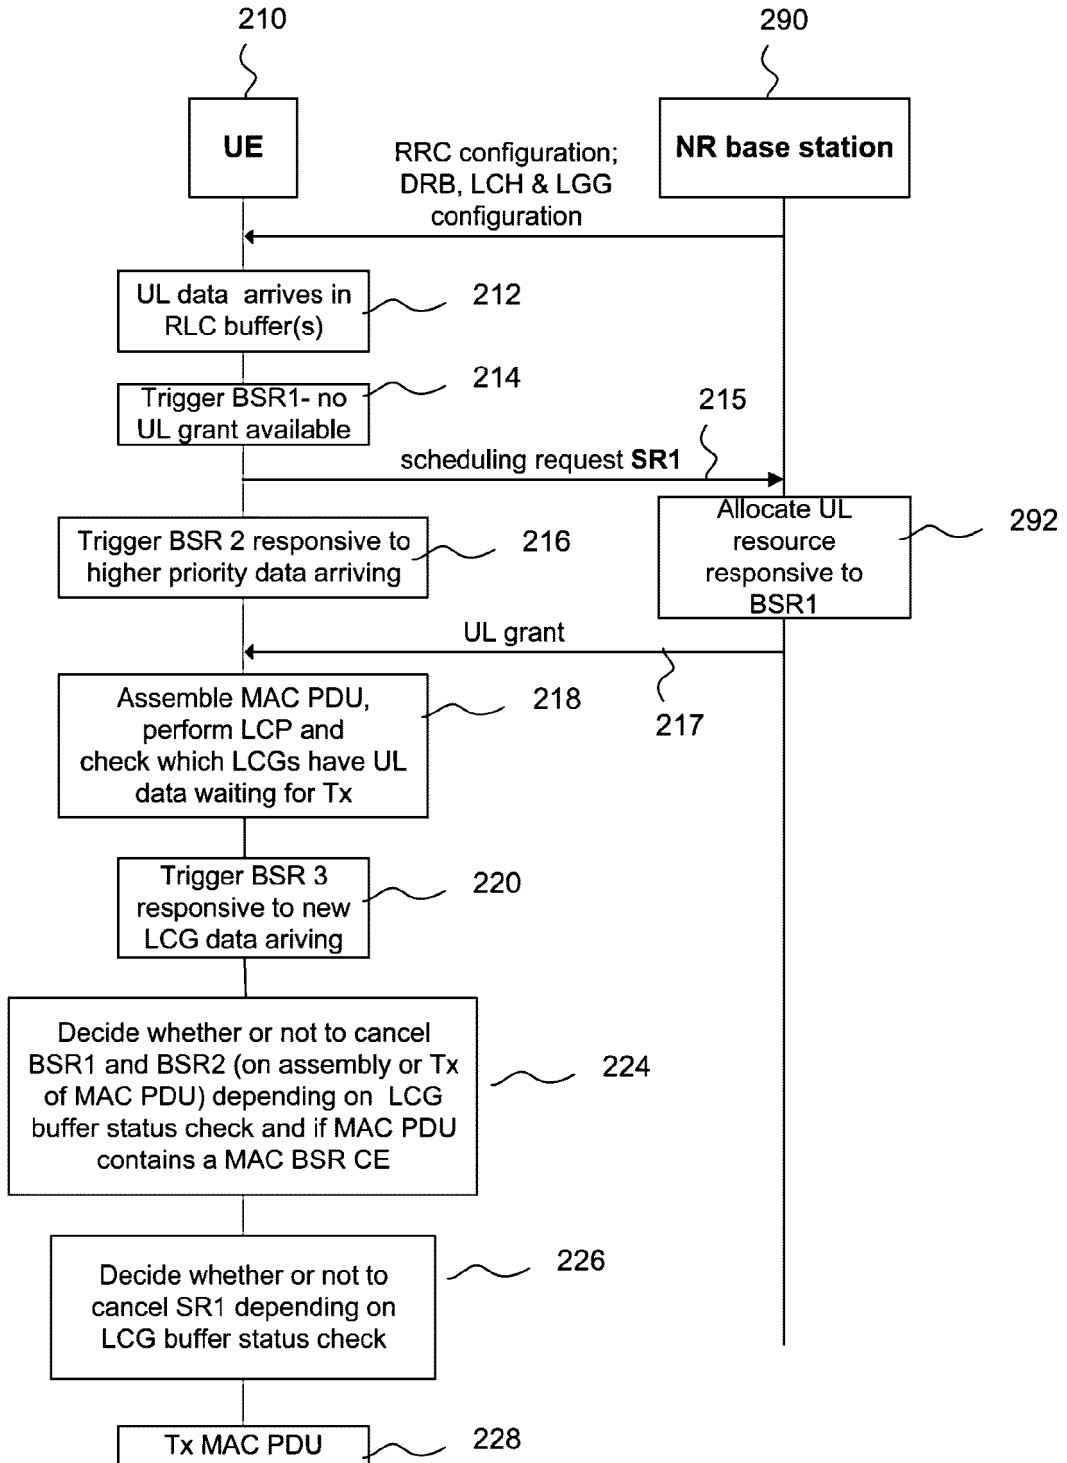 210
290
UE
NR base station
RRC configuration;
DRB, LCH & LGG
configuration
UL data arrives in
RLC buffer(s)
212
Trigger BSR1- no
UL grant available
214
215
scheduling request SR1
Trigger BSR 2 responsive to
higher priority data arriving
216
Allocate UL
resource
responsive to
BSR1
292
UL grant
217
Assemble MAC PDU,
perform LCP and
check which LCGs have UL
data waiting for Tx
218
Trigger BSR 3
responsive to new
LCG data ariving
220
Decide whether or not to cancel
BSR1 and BSR2 (on assembly or Tx
of MAC PDU) depending on LCG
buffer status check and if MAC PDU
contains a MAC BSR CE
224
Decide whether or not to
cancel SR1 depending on
LCG buffer status check
226
Tx MAC PDU
228